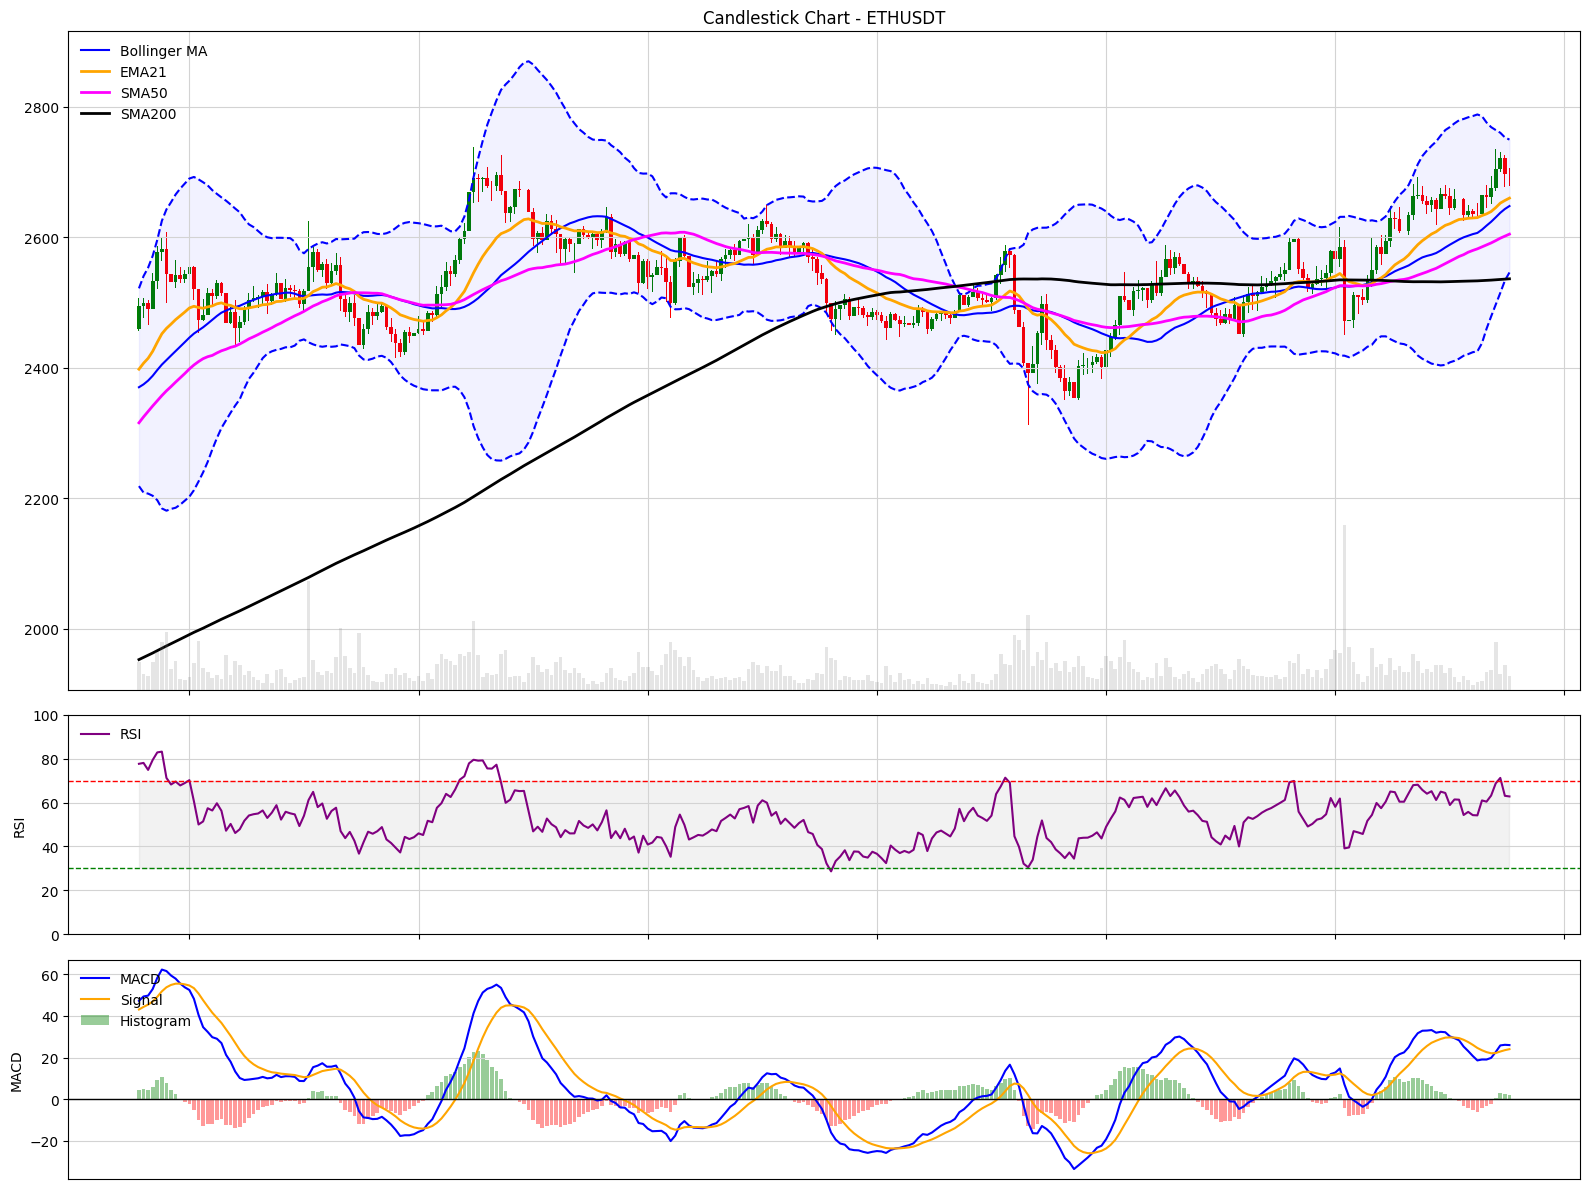 Candlestick Chart - ETHUSDT
Bollinger MA
EMA21
SMA50
SMA200
2800
2600
2400
2200
2000
RSI
100
80
60
40
20
0
RSI
MACD
Signal
Histogram
60
40
20
0
−20
MACD